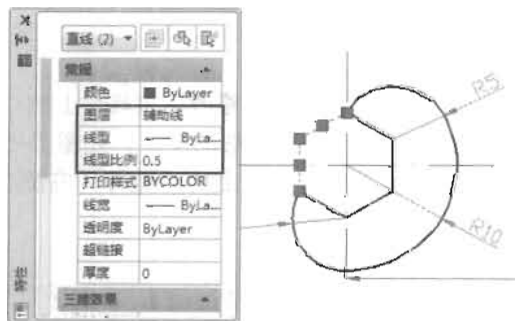 直线 (2)
常规
颜色 ByLayer
图层 辅助线
线型 ByLa...
线型比例 0.5
打印样式 BYCOLOR
线宽 ByLa...
透明度 ByLayer
超链接
厚度 0
三维效果
特性
R5
R10